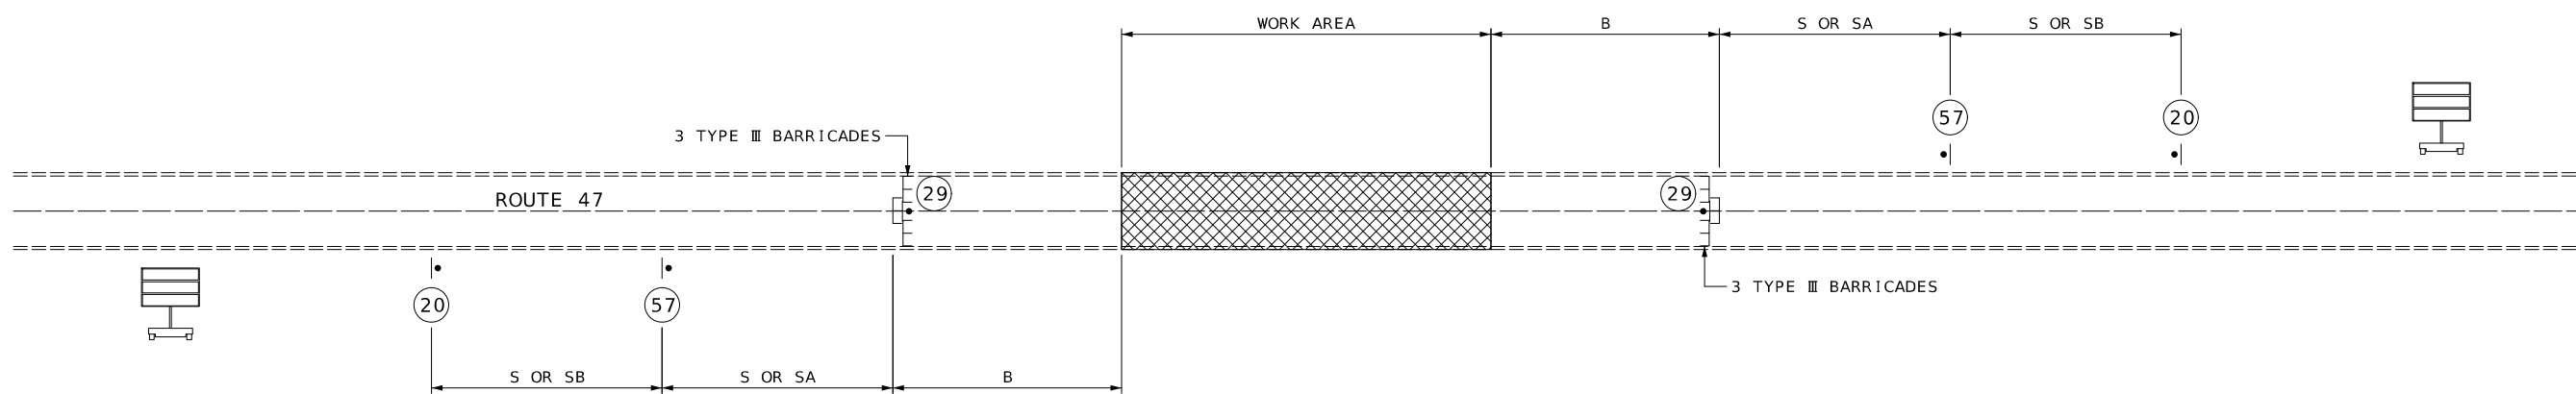 WORK AREA B S OR SA S OR SB
57 20
3 TYPE III BARRICADES
29 29
ROUTE 47
3 TYPE III BARRICADES
20 57
S OR SB S OR SA B